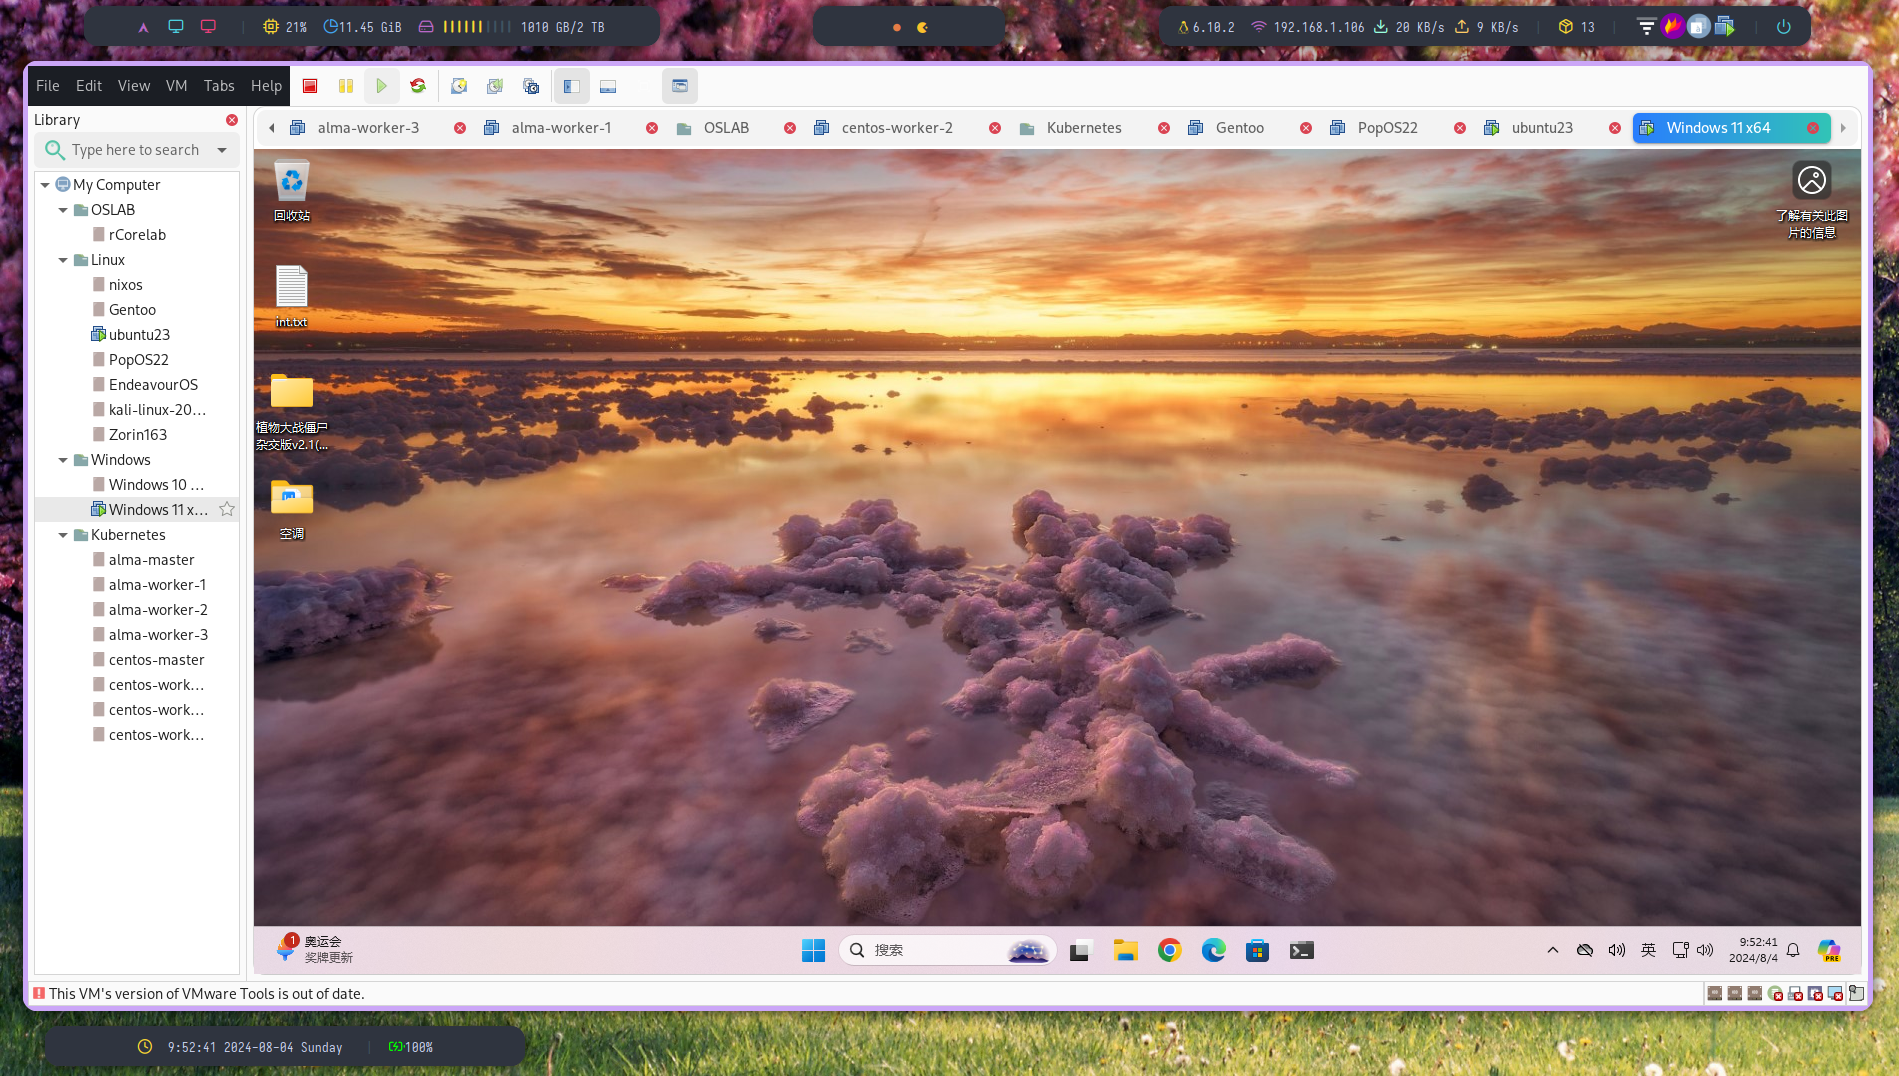 21%
11.45 GiB
1010 GB/2 TB
6.10.2
192.168.1.106
20 KB/s
9 KB/s
13
File Edit View VM Tabs Help
Library
Type here to search
My Computer
OSLAB
rCorelab
Linux
nixos
Gentoo
ubuntu23
PopOS22
EndeavourOS
kali-linux-20...
Zorin163
Windows
Windows 10 ...
Windows 11 x...
Kubernetes
alma-master
alma-worker-1
alma-worker-2
alma-worker-3
centos-master
centos-work...
centos-work...
centos-work...
alma-worker-3
alma-worker-1
OSLAB
centos-worker-2
Kubernetes
Gentoo
PopOS22
ubuntu23
Windows 11 x64
回收站
int.txt
植物大战僵尸
杂交版v2.1(...
空调
了解有关此图
片的信息
1
奥运会
奖牌更新
搜索
英
9:52:41
2024/8/4
PRE
This VM's version of VMware Tools is out of date.
9:52:41 2024-08-04 Sunday
100%